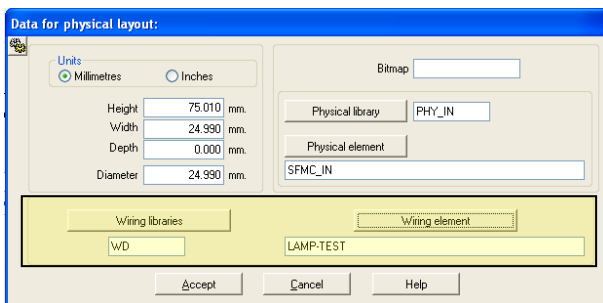 Data for physical layout:
Units
Millimetres Inches
Height 75.010 mm.
Width 24.990 mm.
Depth 0.000 mm.
Diameter 24.990 mm.
Bitmap
Physical library PHY_IN
Physical element
SFMC_IN
Wiring libraries Wiring element
WD LAMP-TEST
Accept Cancel Help